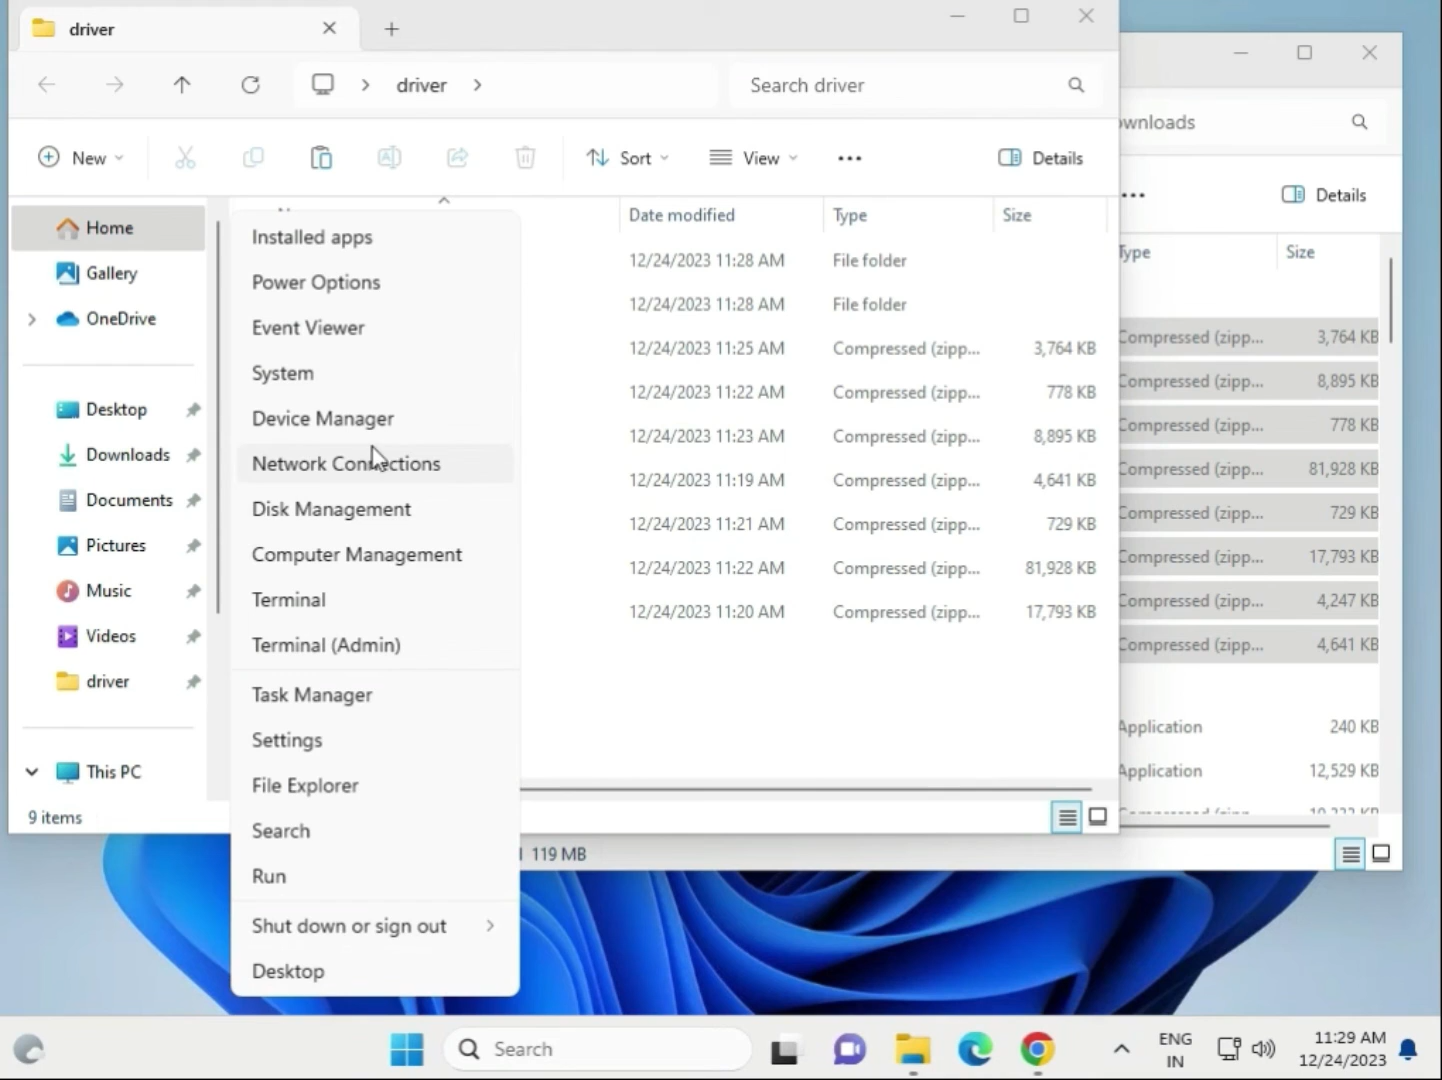 driver
driver
Search driver
New
Sort
View
Details
Home
Gallery
OneDrive
Desktop
Downloads
Documents
Pictures
Music
Videos
driver
This PC
9 items
Date modified Type Size
12/24/2023 11:28 AM File folder
12/24/2023 11:28 AM File folder
12/24/2023 11:25 AM Compressed (zipp... 3,764 KB
12/24/2023 11:22 AM Compressed (zipp... 778 KB
12/24/2023 11:23 AM Compressed (zipp... 8,895 KB
12/24/2023 11:19 AM Compressed (zipp... 4,641 KB
12/24/2023 11:21 AM Compressed (zipp... 729 KB
12/24/2023 11:22 AM Compressed (zipp... 81,928 KB
12/24/2023 11:20 AM Compressed (zipp... 17,793 KB
Installed apps
Power Options
Event Viewer
System
Device Manager
Network Connections
Disk Management
Computer Management
Terminal
Terminal (Admin)
Task Manager
Settings
File Explorer
Search
Run
Shut down or sign out
Desktop
wnloads
Details
Type Size
Compressed (zipp... 3,764 KB
Compressed (zipp... 8,895 KB
Compressed (zipp... 778 KB
Compressed (zipp... 81,928 KB
Compressed (zipp... 729 KB
Compressed (zipp... 17,793 KB
Compressed (zipp... 4,247 KB
Compressed (zipp... 4,641 KB
Application 240 KB
Application 12,529 KB
119 MB
Search
ENG
IN
11:29 AM
12/24/2023